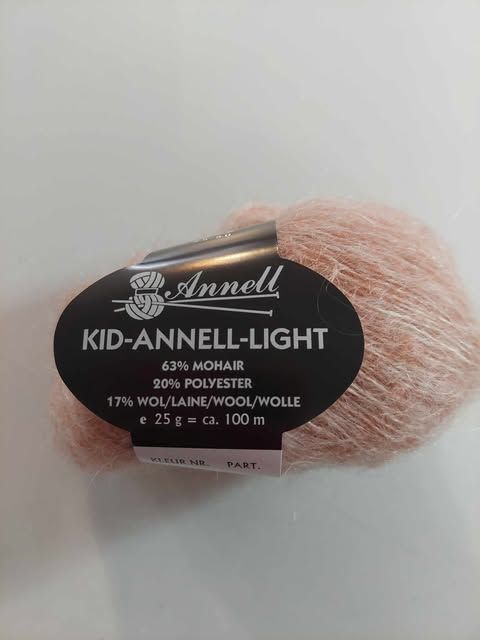 Annell
KID-ANNELL-LIGHT
63% MOHAIR
20% POLYESTER
17% WOL/LAINE/WOOL/WOLLE
e 25 g = ca. 100 m
KLEUR NR. PART.